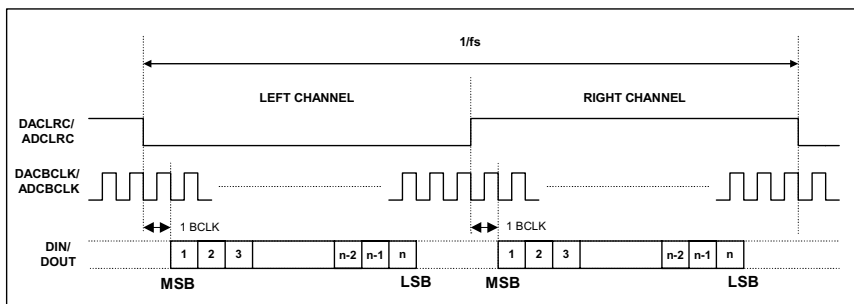 1/fs
LEFT CHANNEL RIGHT CHANNEL
DACLRC/
ADCLRC
DACBCLK/
ADCBCLK
1 BCLK 1 BCLK
DIN/
DOUT
1 2 3 n-2 n-1 n 1 2 3 n-2 n-1 n
MSB LSB MSB LSB